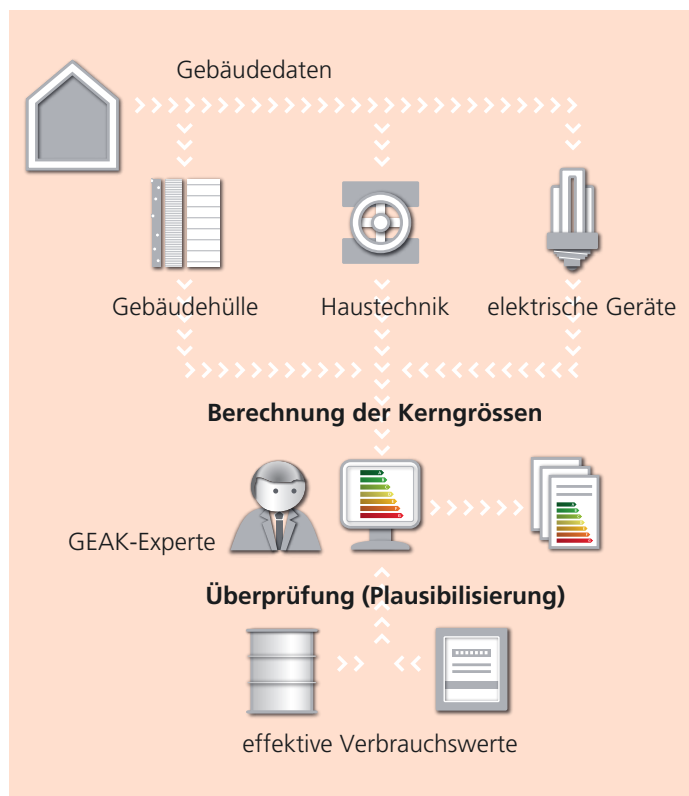 Gebäudedaten
Gebäudehülle
Haustechnik
elektrische Geräte
Berechnung der Kerngrössen
GEAK-Experte
Überprüfung (Plausibilisierung)
effektive Verbrauchswerte